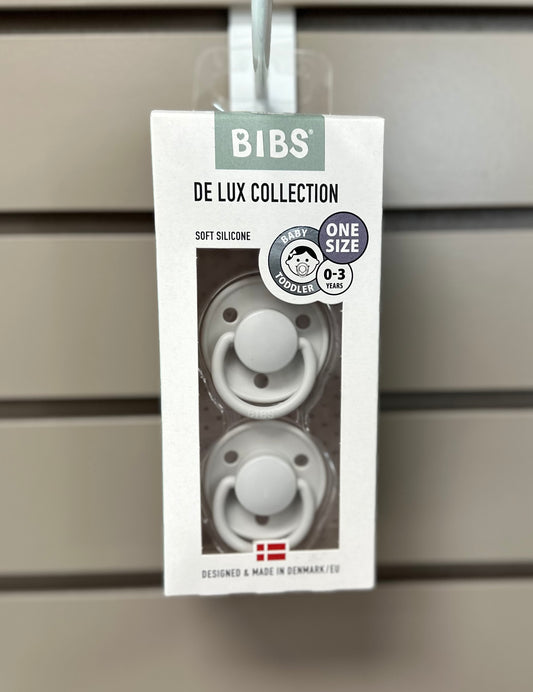 BIBS®
DE LUX COLLECTION
SOFT SILICONE
BABY
TODDLER
ONE
SIZE
0-3
YEARS
BIBS
DESIGNED & MADE IN DENMARK/EU